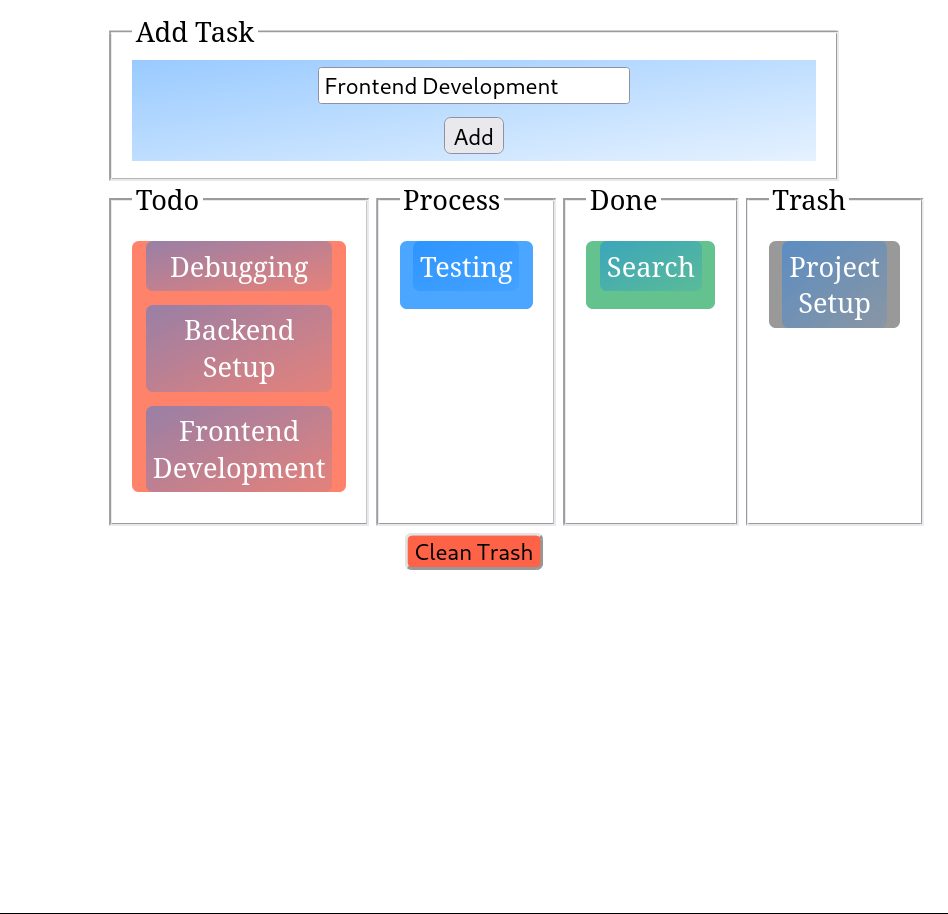 Add Task
Frontend Development
Add
Todo
Debugging
Backend
Setup
Frontend
Development
Process
Testing
Done
Search
Trash
Project
Setup
Clean Trash